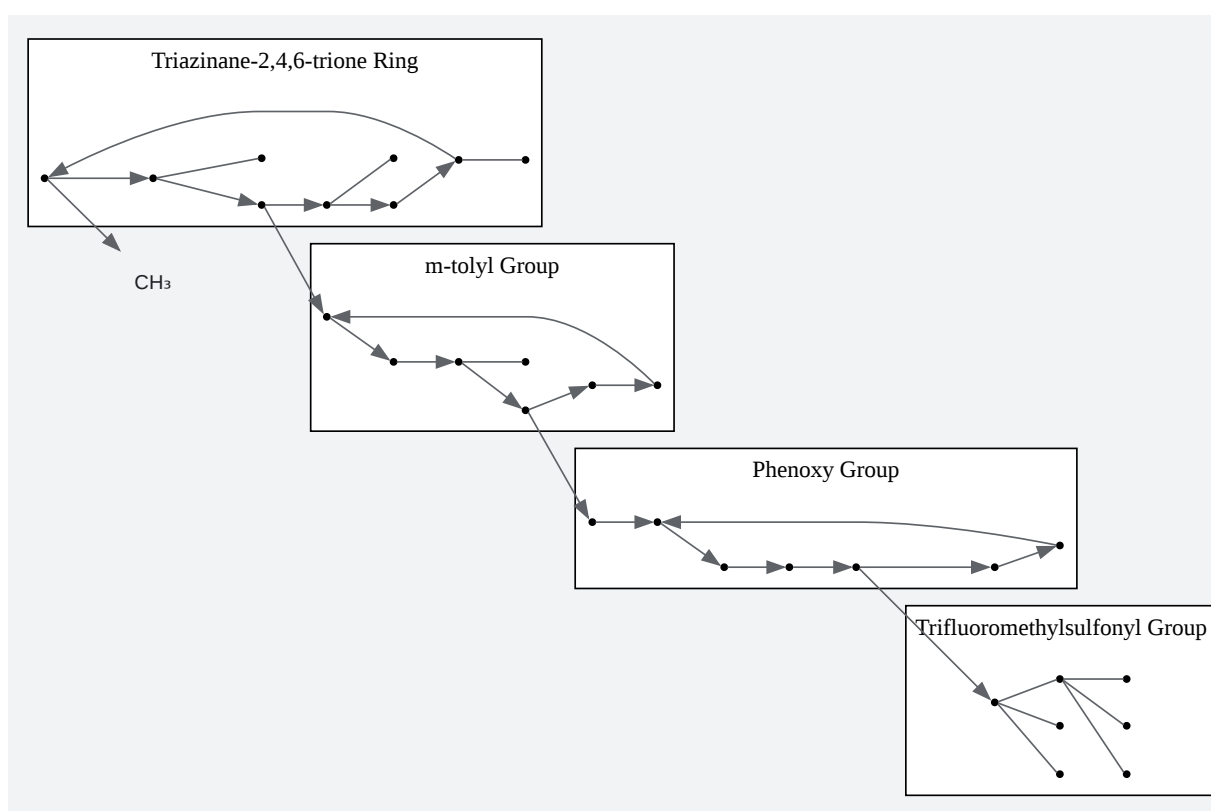 Triazinane-2,4,6-trione Ring
CH₃
m-tolyl Group
Phenoxy Group
Trifluoromethylsulfonyl Group